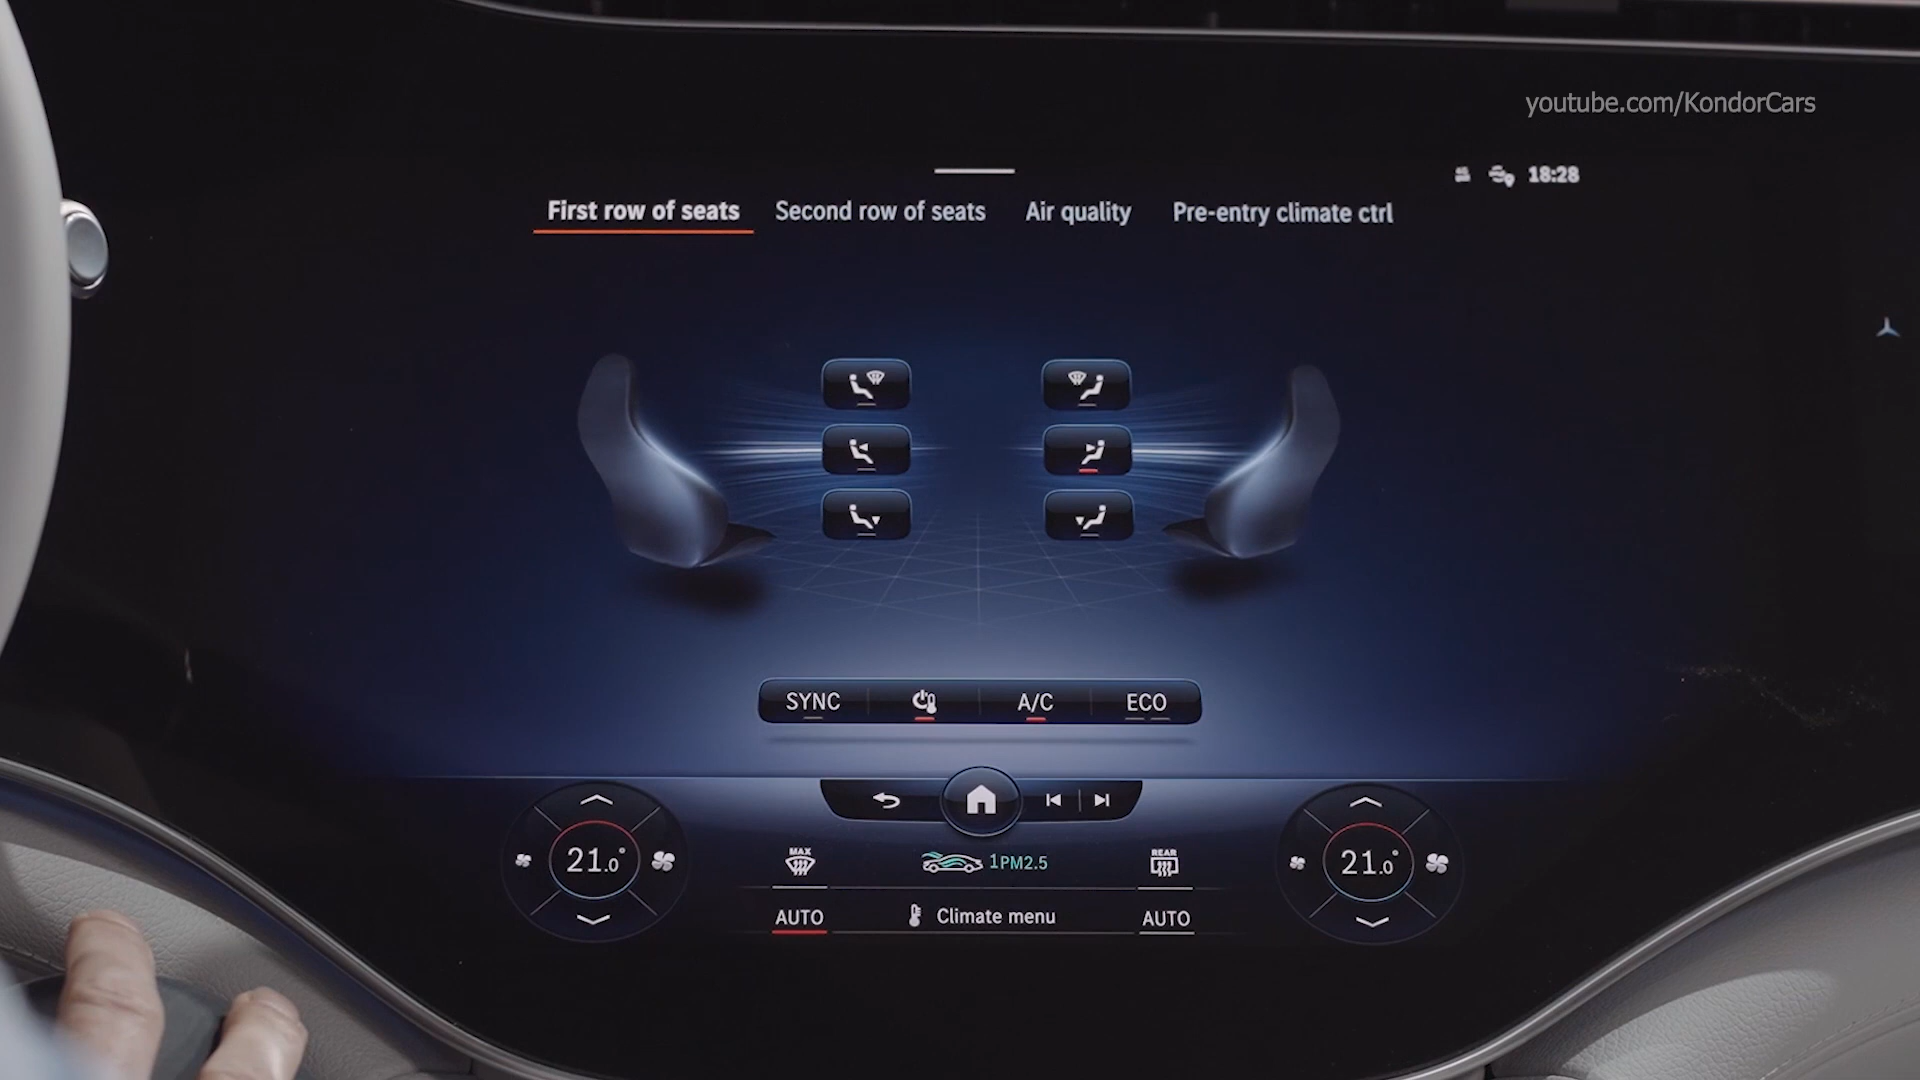 youtube.com/KondorCars
18:28
First row of seats Second row of seats Air quality Pre-entry climate ctrl
SYNC A/C ECO
21.0° MAX 1PM2.5 REAR 21.0°
AUTO Climate menu AUTO